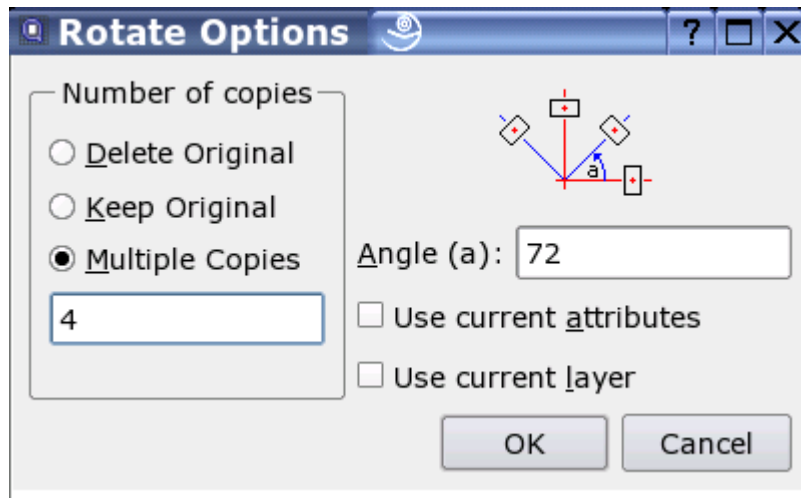 Rotate Options
Number of copies
Delete Original
Keep Original
Multiple Copies
4
a
Angle (a): 72
Use current attributes
Use current layer
OK Cancel